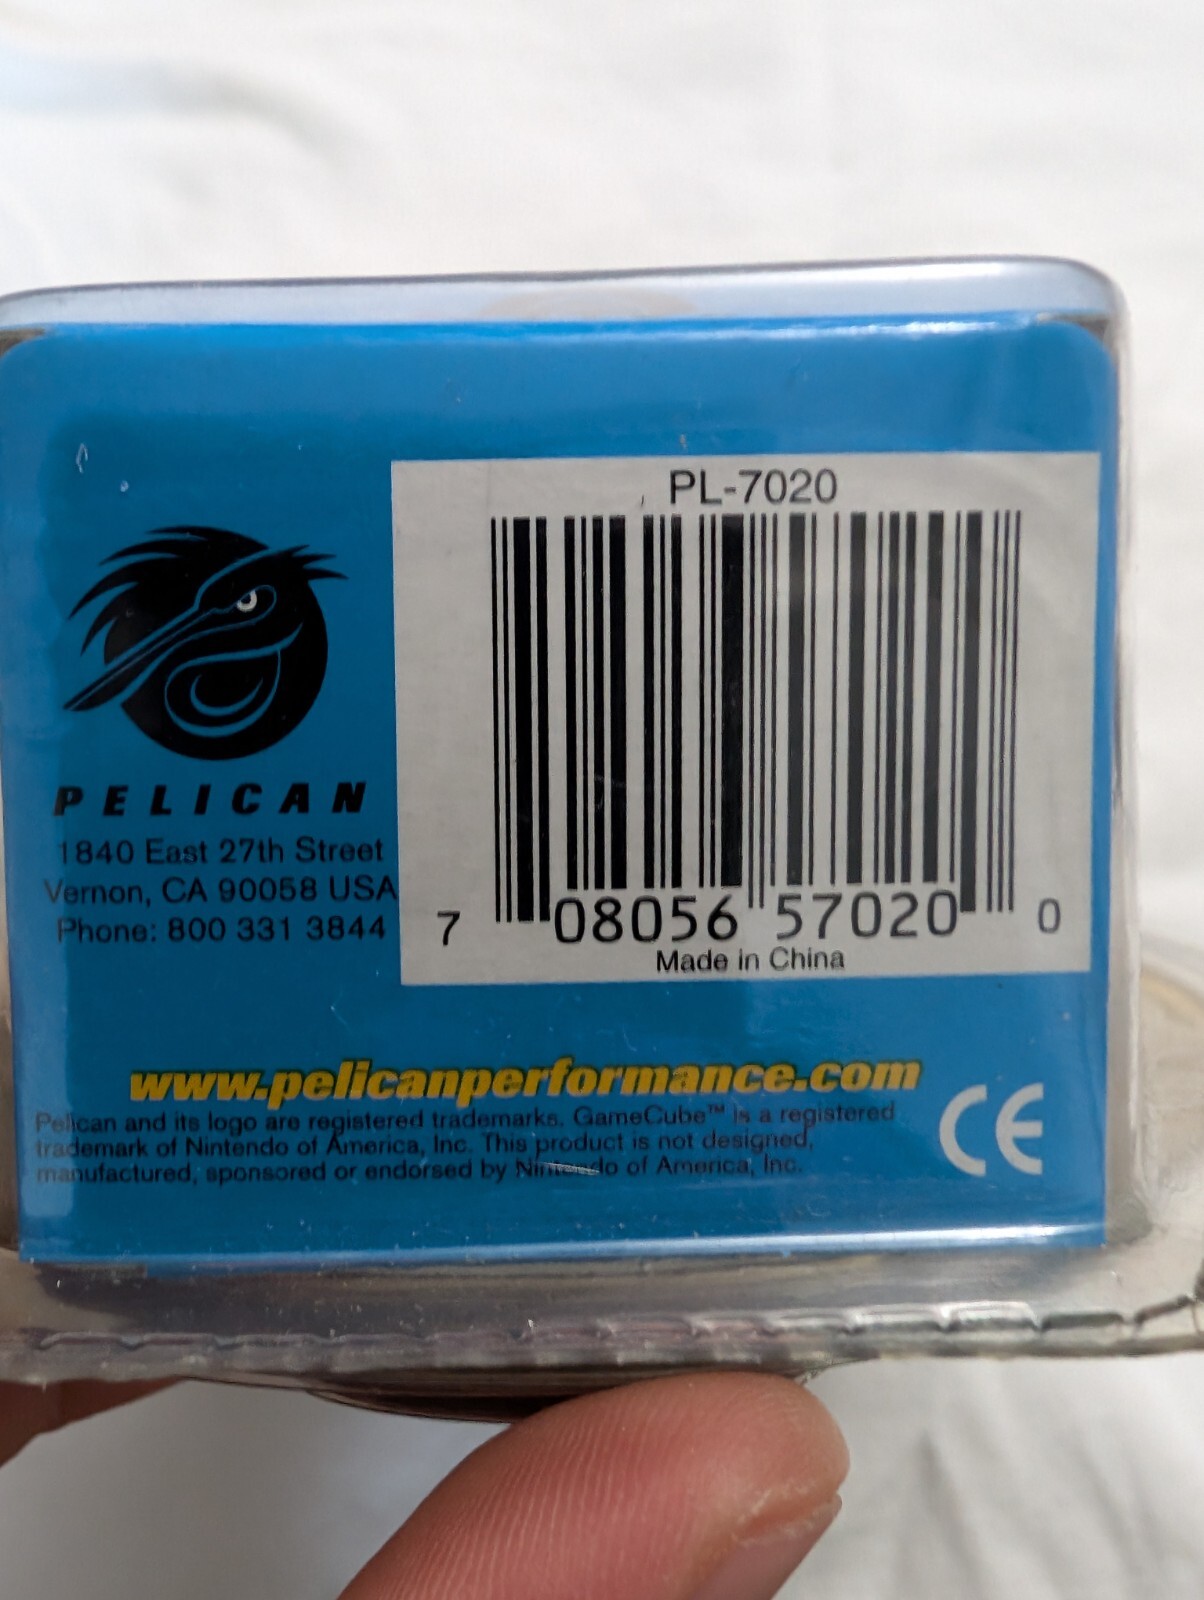 PL-7020
PELICAN
1840 East 27th Street
Vernon, CA 90058 USA
Phone: 800 331 3844
7 08056 57020 0
Made in China
www.pelicanperformance.com
Pelican and its logo are registered trademarks. GameCube™ is a registered
trademark of Nintendo of America, Inc. This product is not designed,
manufactured, sponsored or endorsed by Nintendo of America, Inc.
CE